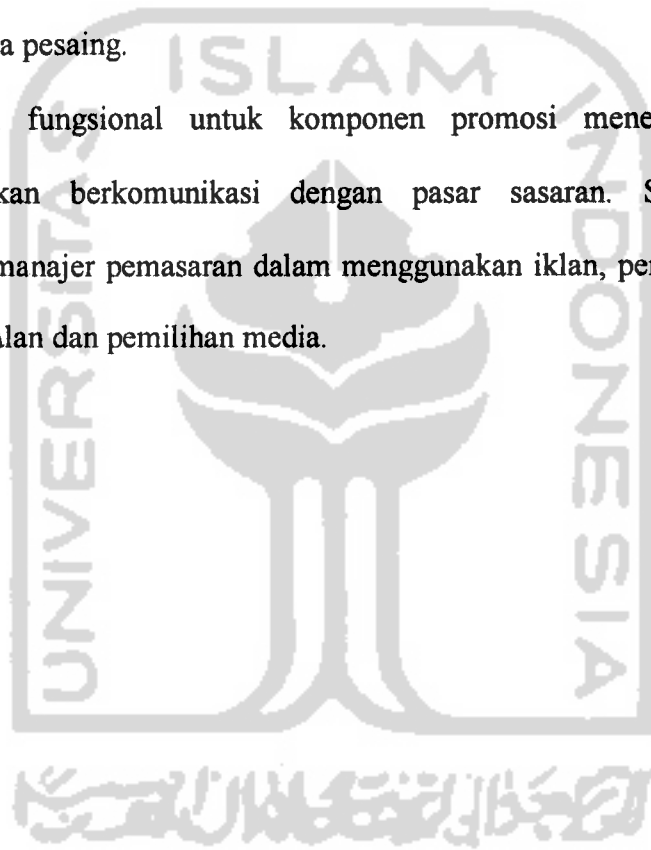 a pesaing.
ISLAM
fungsional untuk komponen promosi mene
kan berkomunikasi dengan pasar sasaran. S
manajer pemasaran dalam menggunakan iklan, per
lan dan pemilihan media.
UNIVERSITAS
INDONESIA